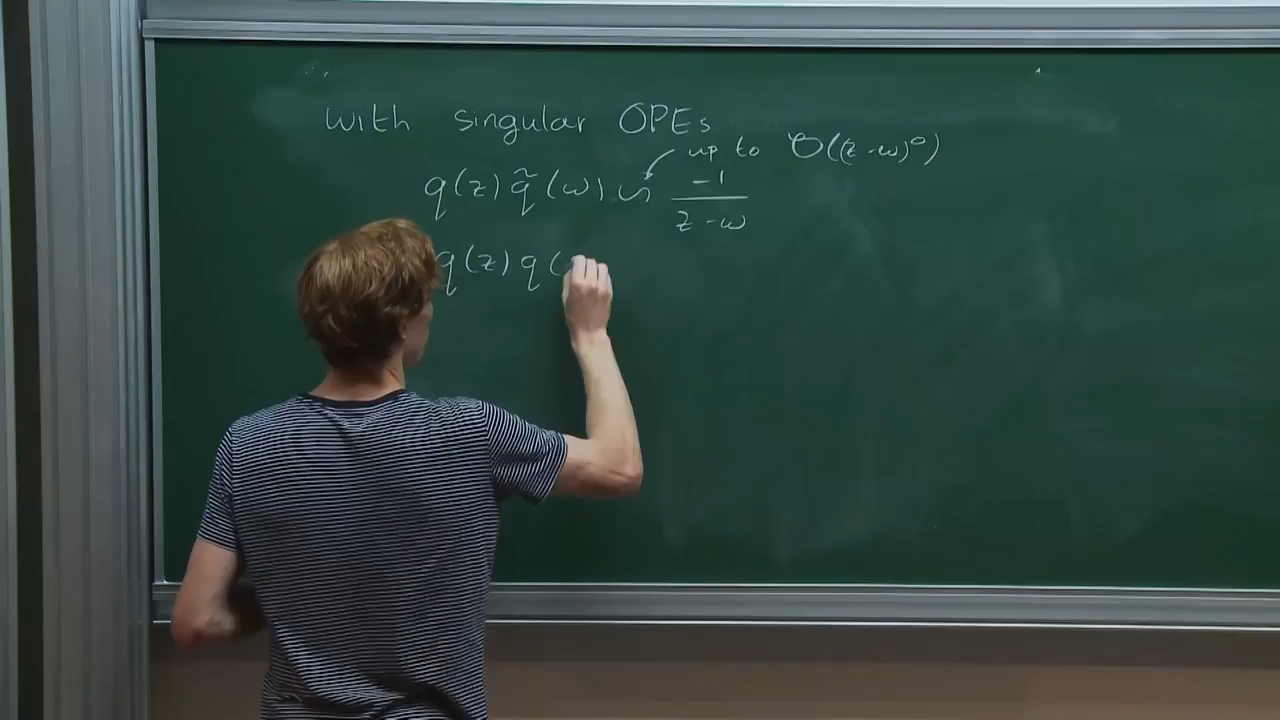 with singular OPEs
up to O((z-w)^0)
q(z) q̃(w) ~ -1/(z-w)
q(z) q(